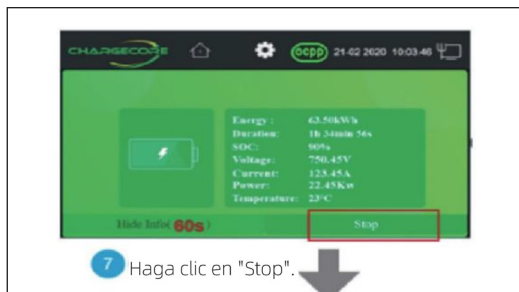 CHARGECORE ocpp 21-02 2020 10:03:46
Energy : 63.50kWh
Duration: 1h 34min 56s
SOC: 90%
Voltage: 750.45V
Current: 123.45A
Power: 22.45Kw
Temperature: 23°C
Hide Info( 60s ) Stop
7 Haga clic en "Stop".